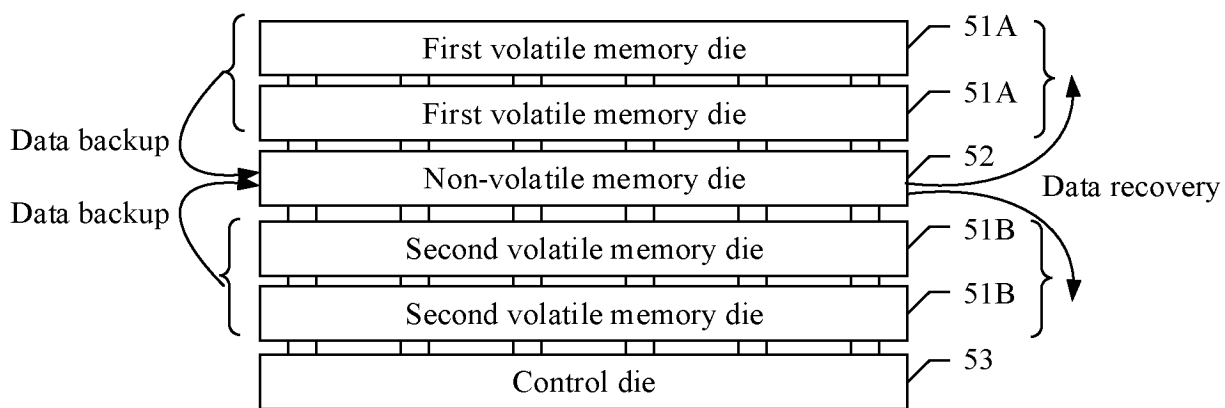 51A
First volatile memory die
51A
First volatile memory die
Data backup
52
Non-volatile memory die
Data recovery
Data backup
51B
Second volatile memory die
51B
Second volatile memory die
53
Control die